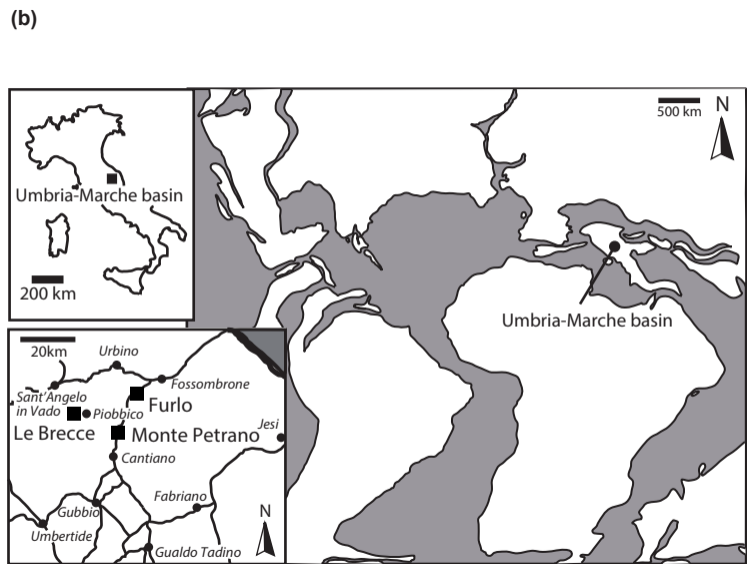 (b)
500 km
N
Umbria-Marche basin
200 km
Umbria-Marche basin
20km
Urbino
Fossombrone
Sant'Angelo
in Vado
Piobbico
Furlo
Le Brecce
Monte Petrano
Jesi
Cantiano
Fabriano
Gubbio
N
Umbertide
Gualdo Tadino